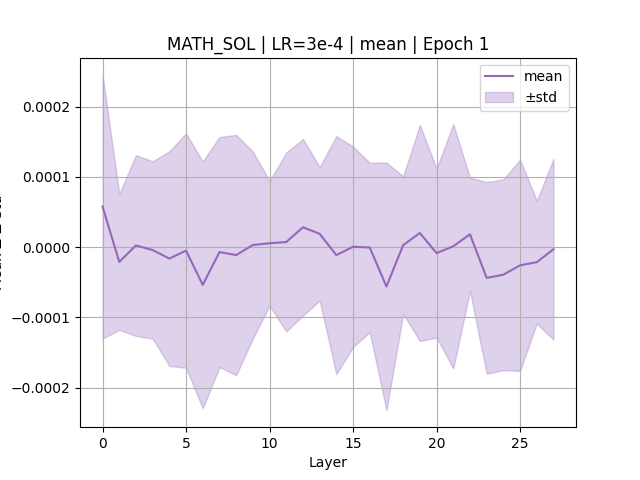 MATH_SOL | LR=3e-4 | mean | Epoch 1
mean
±std
0.0002
0.0001
0.0000
−0.0001
−0.0002
0 5 10 15 20 25
Layer